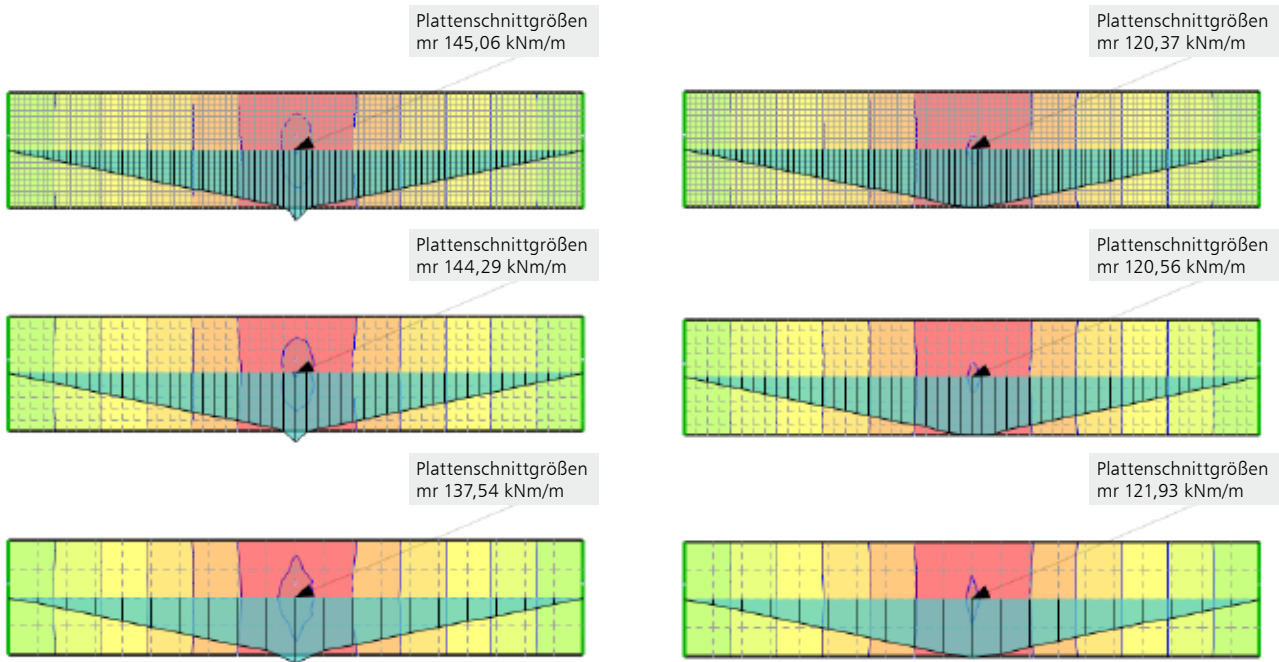 Plattenschnittgrößen
mr 145,06 kNm/m
Plattenschnittgrößen
mr 120,37 kNm/m
Plattenschnittgrößen
mr 144,29 kNm/m
Plattenschnittgrößen
mr 120,56 kNm/m
Plattenschnittgrößen
mr 137,54 kNm/m
Plattenschnittgrößen
mr 121,93 kNm/m